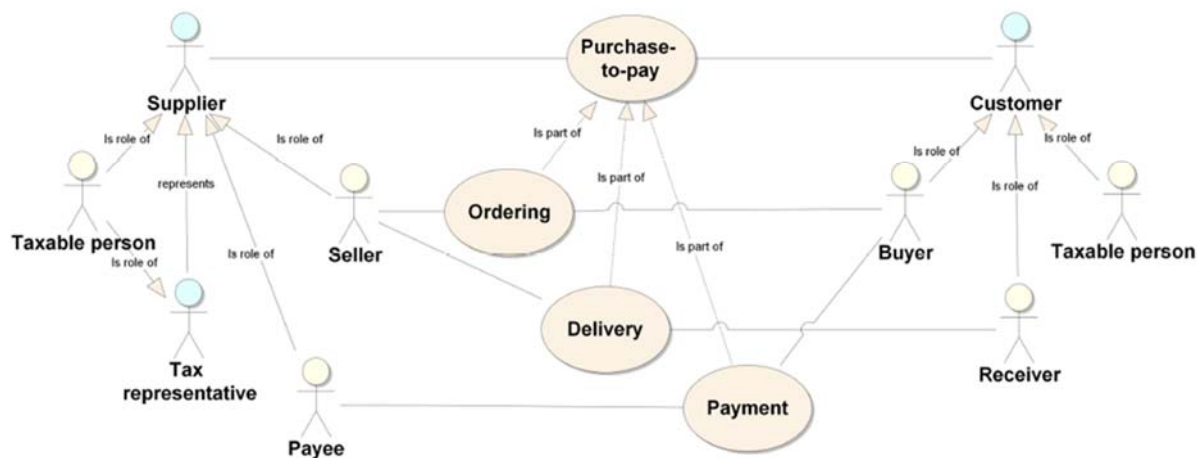 Purchase-
to-pay
Supplier
Customer
Is role of
Is role of
Is part of
Is role of
Is role of
represents
Is part of
Is role of
Ordering
Taxable person
Seller
Buyer
Taxable person
Is role of
Is role of
Is part of
Delivery
Tax
representative
Receiver
Payment
Payee